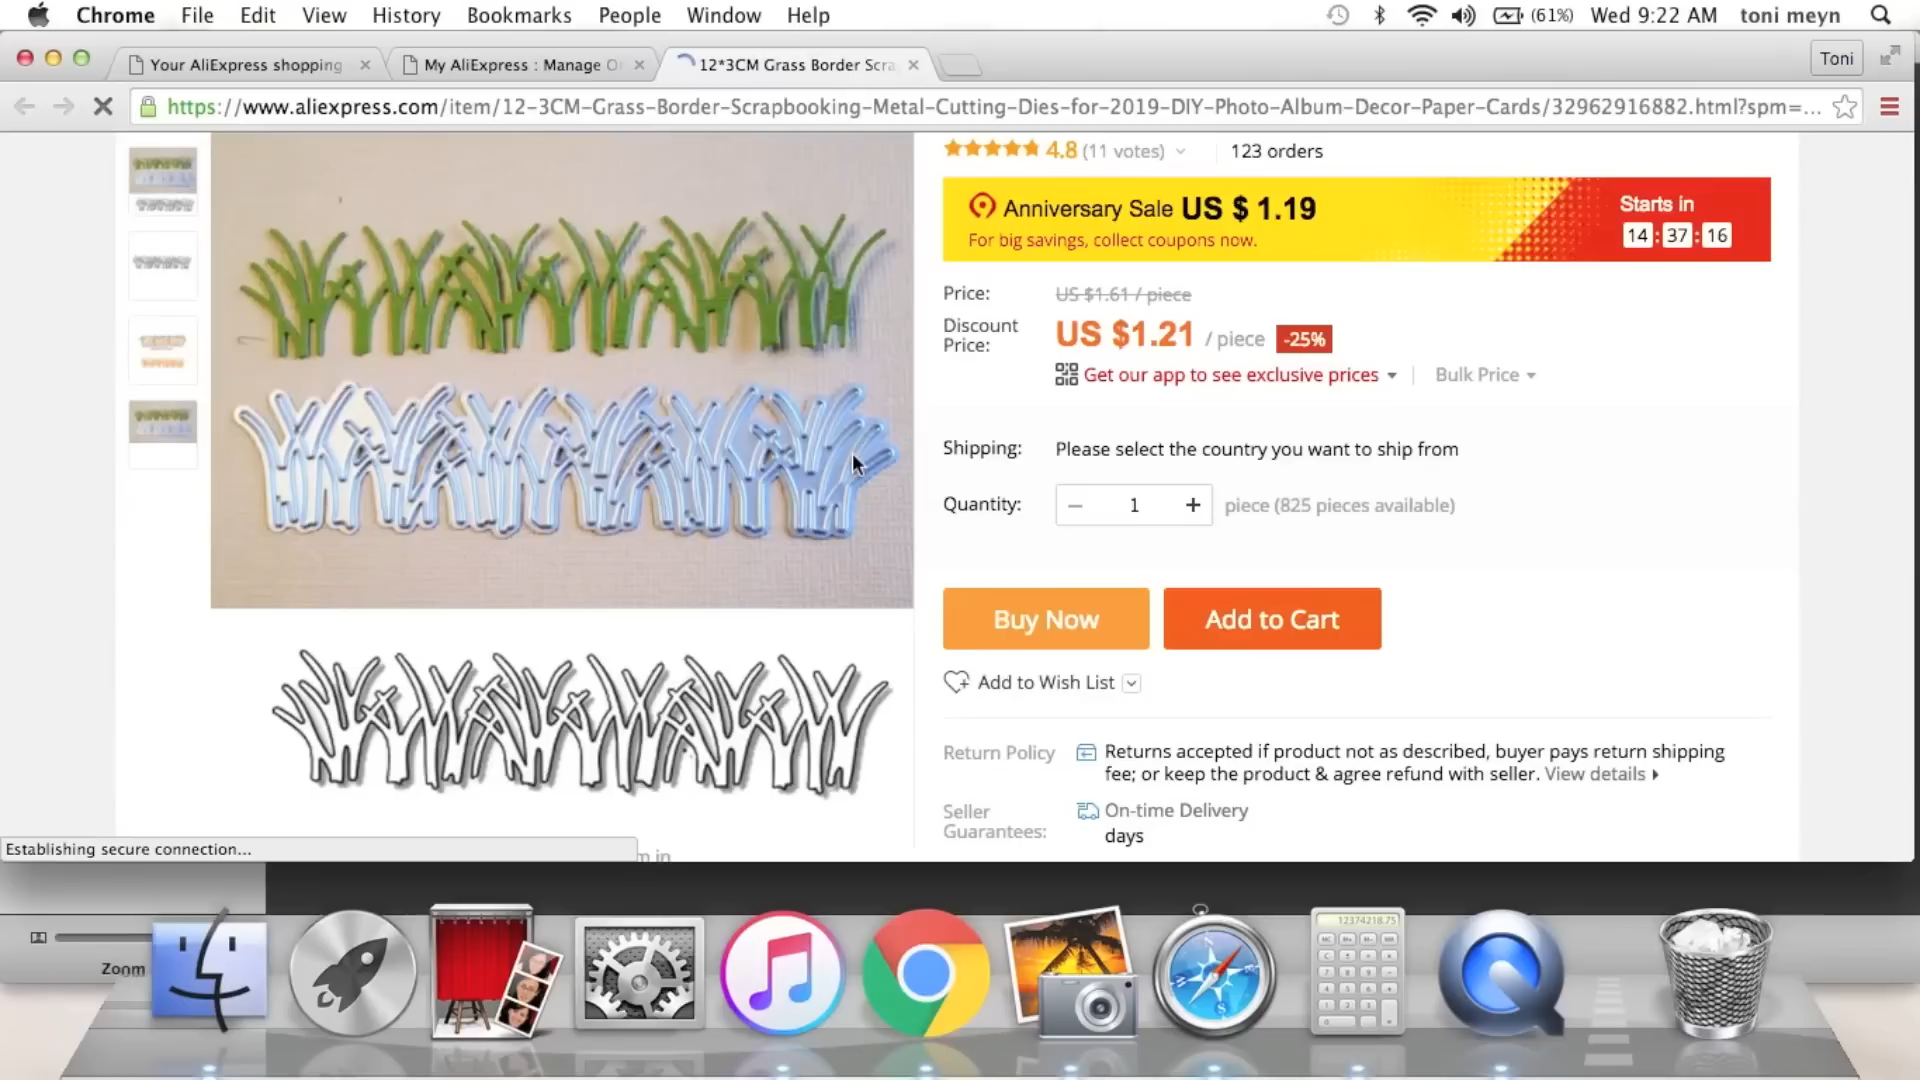 Chrome File Edit View History Bookmarks People Window Help (61%) Wed 9:22 AM toni meyn
Your AliExpress shopping My AliExpress : Manage O 12*3CM Grass Border Scra Toni
https://www.aliexpress.com/item/12-3CM-Grass-Border-Scrapbooking-Metal-Cutting-Dies-for-2019-DIY-Photo-Album-Decor-Paper-Cards/32962916882.html?spm=...
4.8 (11 votes) 123 orders
Anniversary Sale US $ 1.19
For big savings, collect coupons now.
Starts in
14 : 37 : 16
Price: US $1.61 / piece
Discount Price: US $1.21 / piece -25%
Get our app to see exclusive prices Bulk Price
Shipping: Please select the country you want to ship from
Quantity: − 1 + piece (825 pieces available)
Buy Now Add to Cart
Add to Wish List
Return Policy Returns accepted if product not as described, buyer pays return shipping
fee; or keep the product & agree refund with seller. View details
Seller Guarantees: On-time Delivery
days
Establishing secure connection...
Zoom
12374218.75